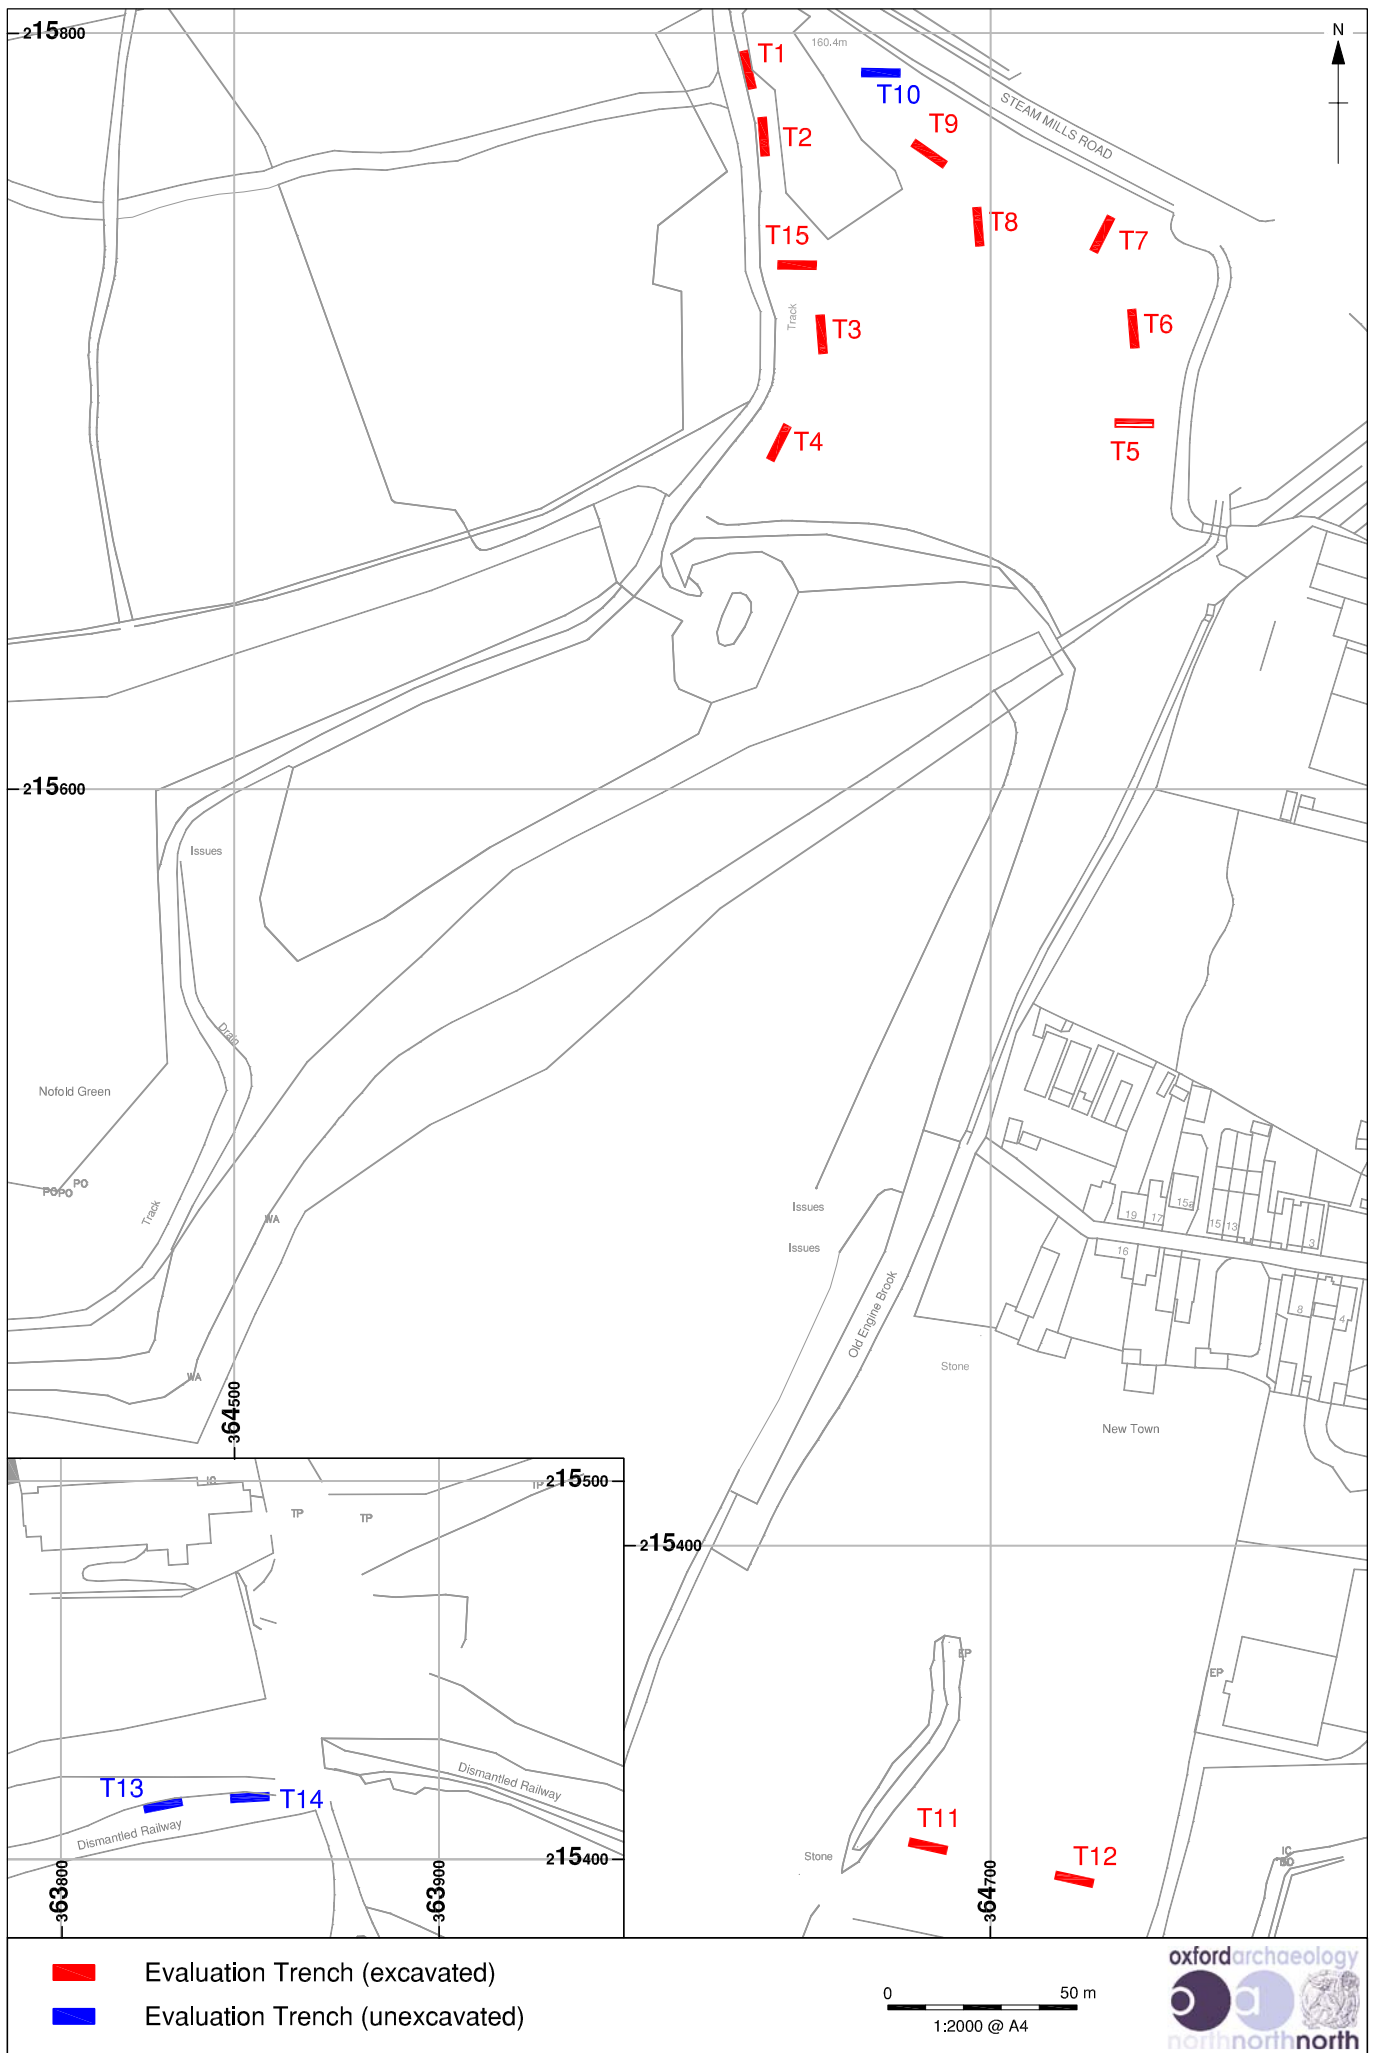 215800
160.4m
N
T1
T10
STEAM MILLS ROAD
T2
T9
T8
T7
T15
Track
T3
T6
T4
T5
215600
Issues
Drain
Nofold Green
PO
POPO
Track
WA
WA
Issues
Issues
Old Engine Brook
19
17
15a
15
13
3
16
8
4
Stone
New Town
364500
215500
TP
TP
TP
215400
EP
EP
Dismantled Railway
T13
T14
Dismantled Railway
T11
T12
Stone
IC
215400
363800
363900
364700
Evaluation Trench (excavated)
Evaluation Trench (unexcavated)
0
50 m
1:2000 @ A4
oxfordarchaeology
o a
northnorthnorth